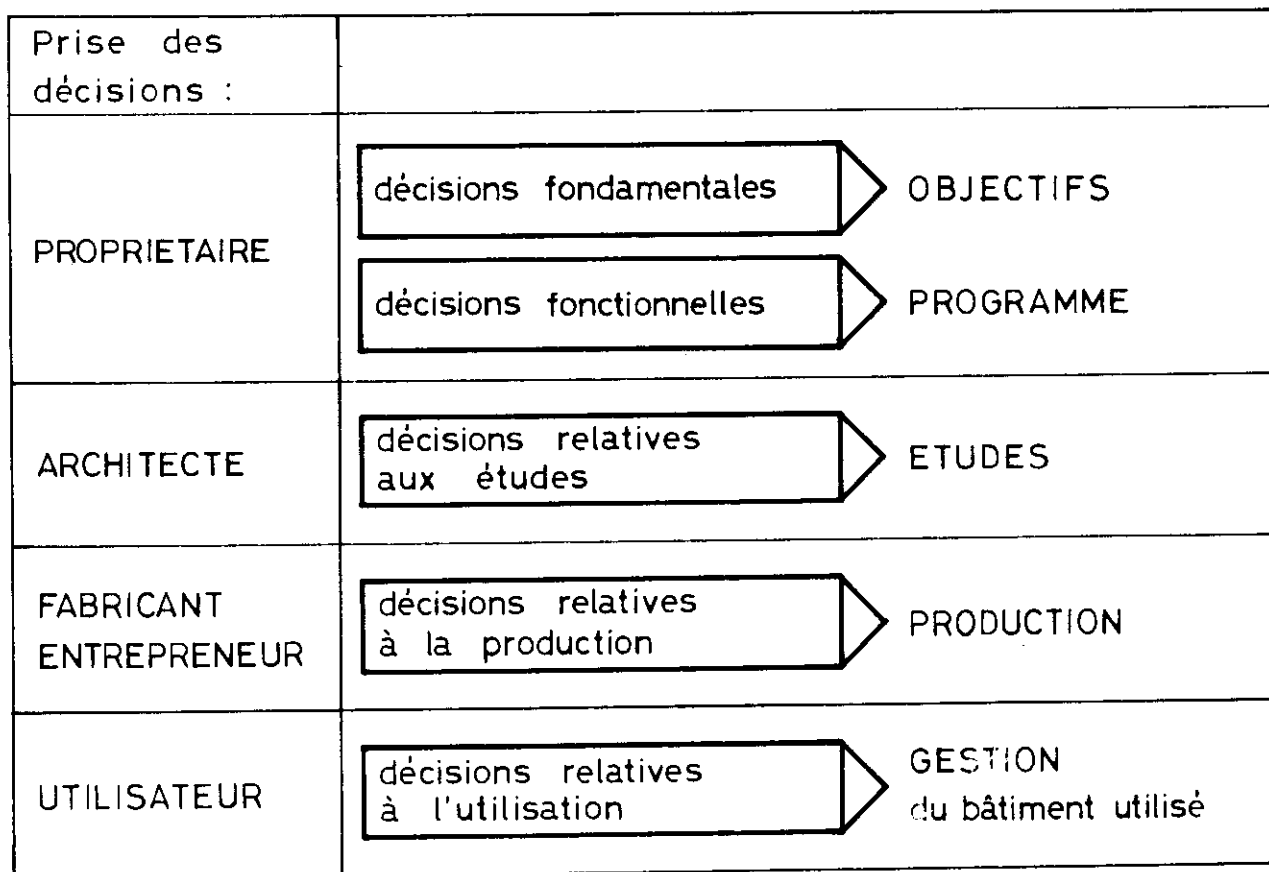 Prise des
décisions :
PROPRIETAIRE
décisions fondamentales
OBJECTIFS
décisions fonctionnelles
PROGRAMME
ARCHITECTE
décisions relatives
aux études
ETUDES
FABRICANT
ENTREPRENEUR
décisions relatives
à la production
PRODUCTION
UTILISATEUR
décisions relatives
à l'utilisation
GESTION
du bâtiment utilisé